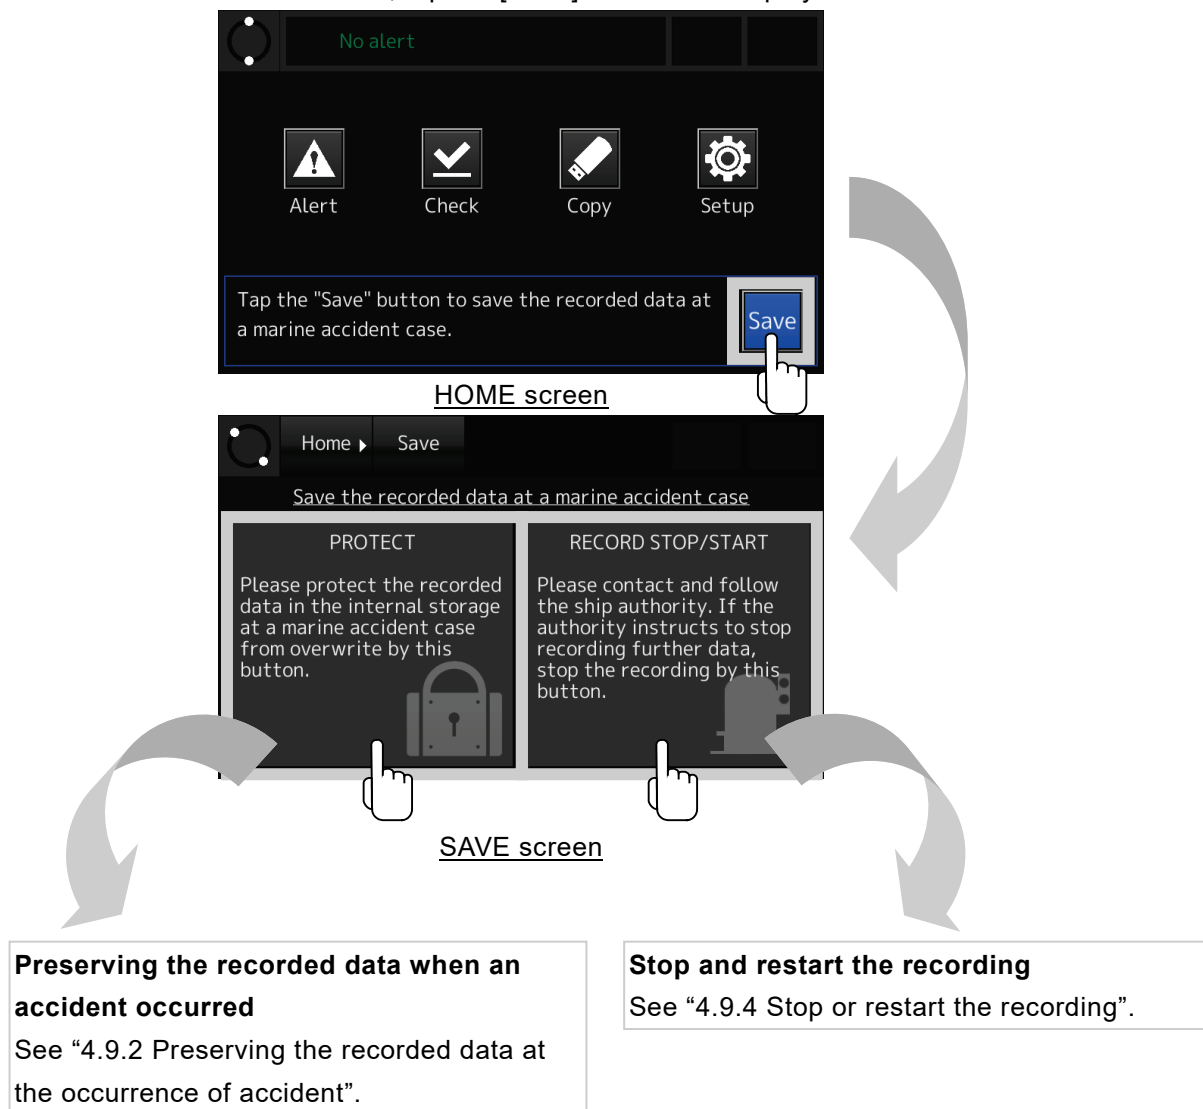 No alert
Alert Check Copy Setup
Tap the "Save" button to save the recorded data at
a marine accident case.
Save
HOME screen
Home Save
Save the recorded data at a marine accident case
PROTECT
Please protect the recorded
data in the internal storage
at a marine accident case
from overwrite by this
button.
RECORD STOP/START
Please contact and follow
the ship authority. If the
authority instructs to stop
recording further data,
stop the recording by this
button.
SAVE screen
Preserving the recorded data when an
accident occurred
See “4.9.2 Preserving the recorded data at
the occurrence of accident”.
Stop and restart the recording
See “4.9.4 Stop or restart the recording”.